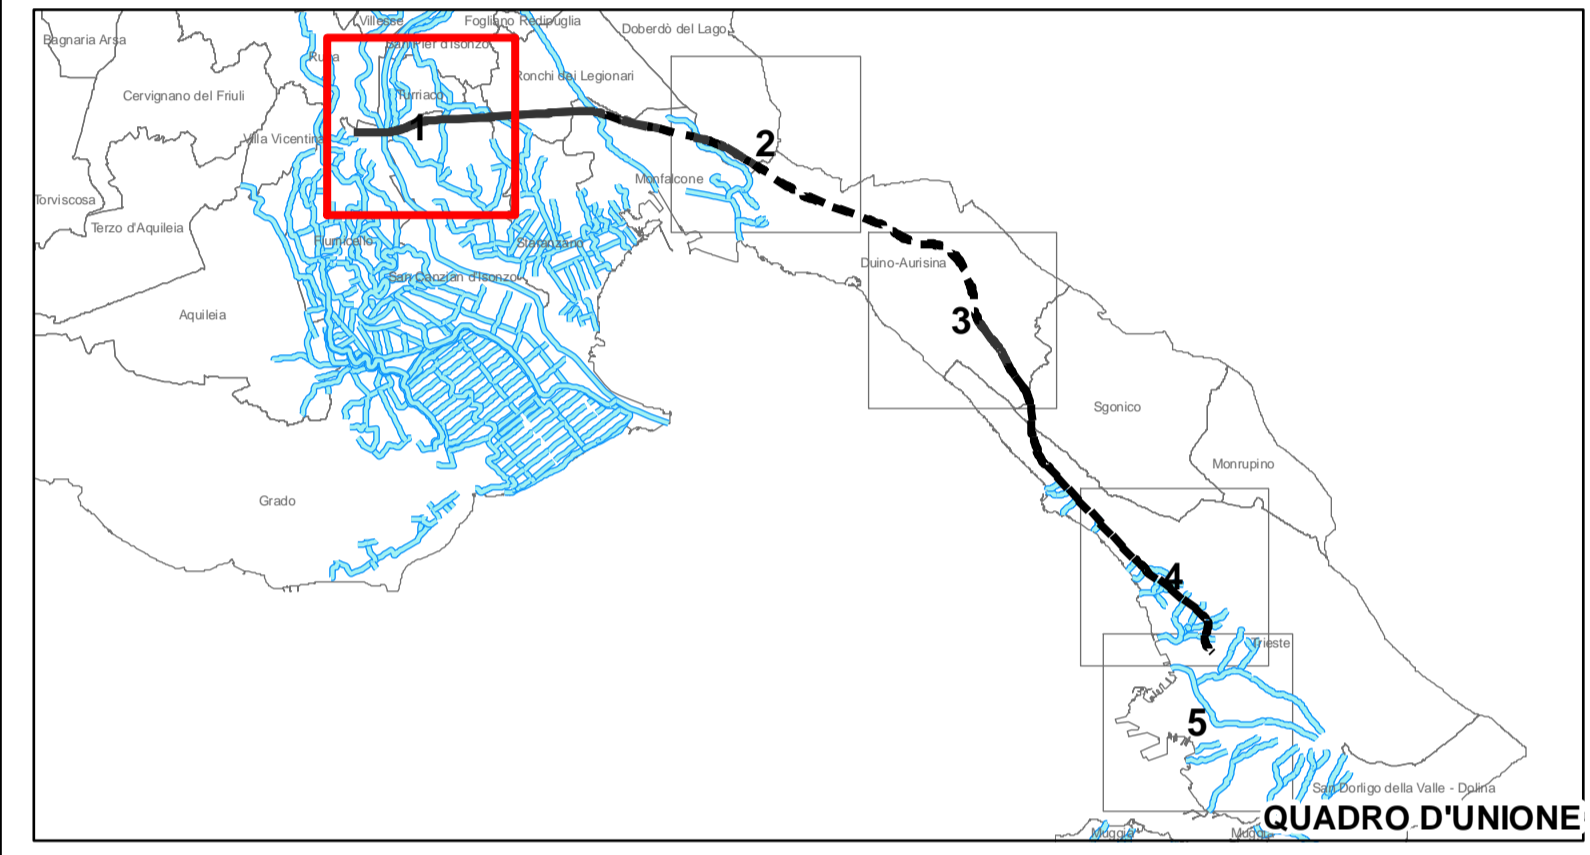 Villesse
Fogliano Redipuglia
Doberdò del Lago
Bagnaria Arsa
San Pier d'Isonzo
Ruda
Ronchi dei Legionari
Cervignano del Friuli
Turriaco
1
Villa Vicentina
2
Monfalcone
Torviscosa
Terzo d'Aquileia
Fiumicello
Staranzano
Duino-Aurisina
San Canzian d'Isonzo
Aquileia
3
Sgonico
Monrupino
Grado
4
Trieste
5
San Dorligo della Valle - Dolina
QUADRO D'UNIONE
Muggia
Muggia